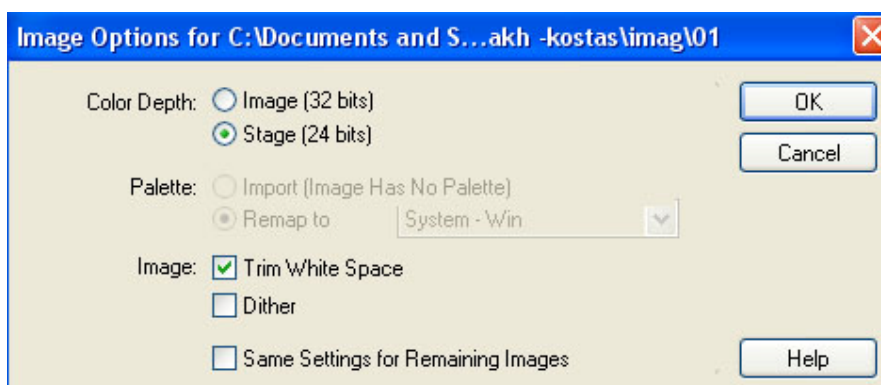 Image Options for C:\Documents and S...akh -kostas\imag\01
Color Depth: Image (32 bits)
OK
Stage (24 bits)
Cancel
Palette: Import (Image Has No Palette)
Remap to System - Win
Image: Trim White Space
Dither
Same Settings for Remaining Images
Help